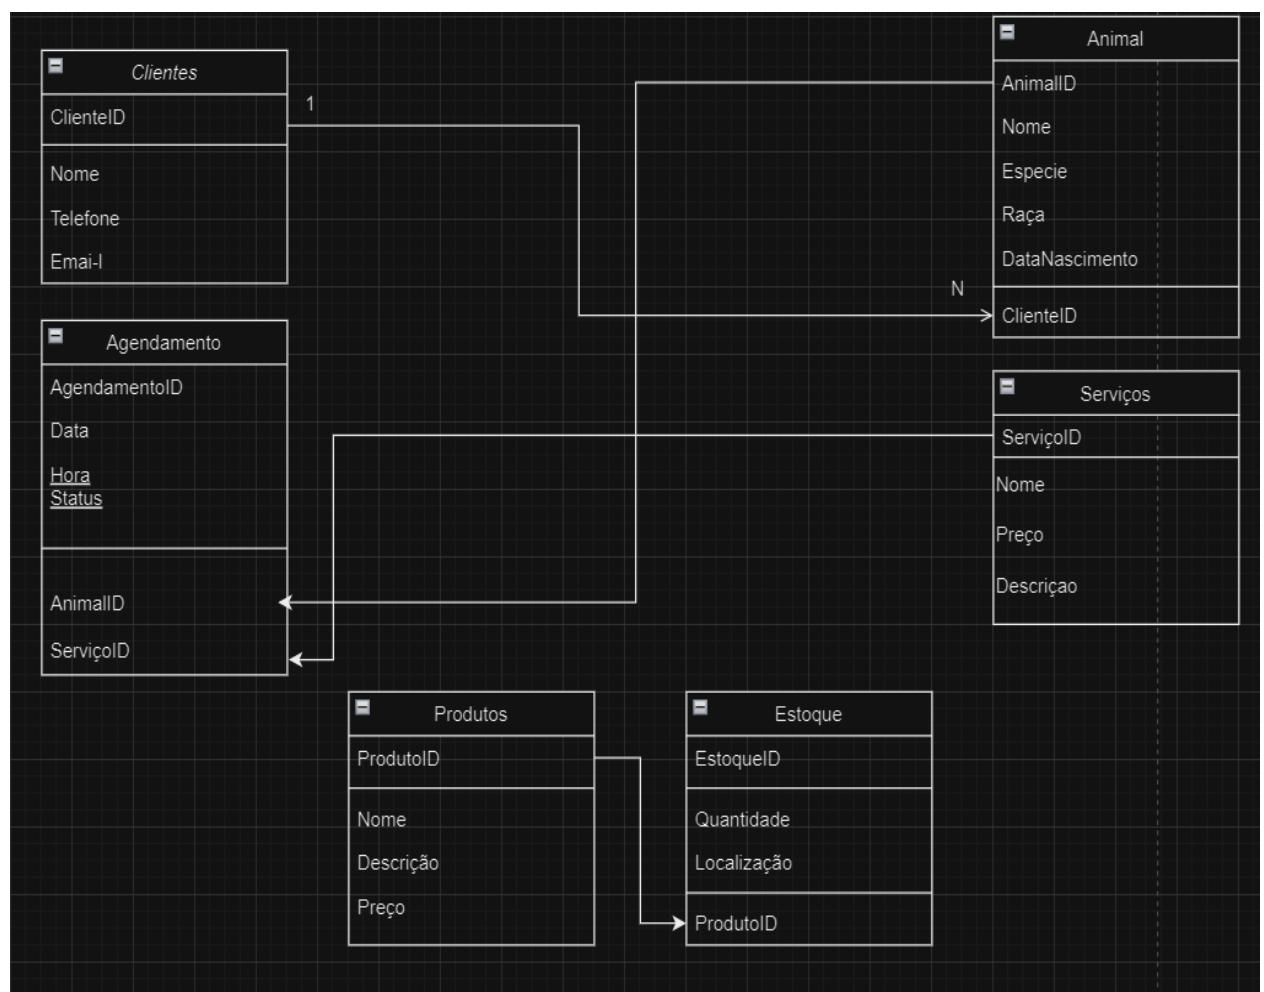 Clientes
ClienteID
Nome
Telefone
Emai-l
1
N
Animal
AnimalID
Nome
Especie
Raça
DataNascimento
ClienteID
Agendamento
AgendamentoID
Data
Hora
Status
AnimalID
ServiçoID
Serviços
ServiçoID
Nome
Preço
Descriçao
Produtos
ProdutoID
Nome
Descrição
Preço
Estoque
EstoqueID
Quantidade
Localização
ProdutoID